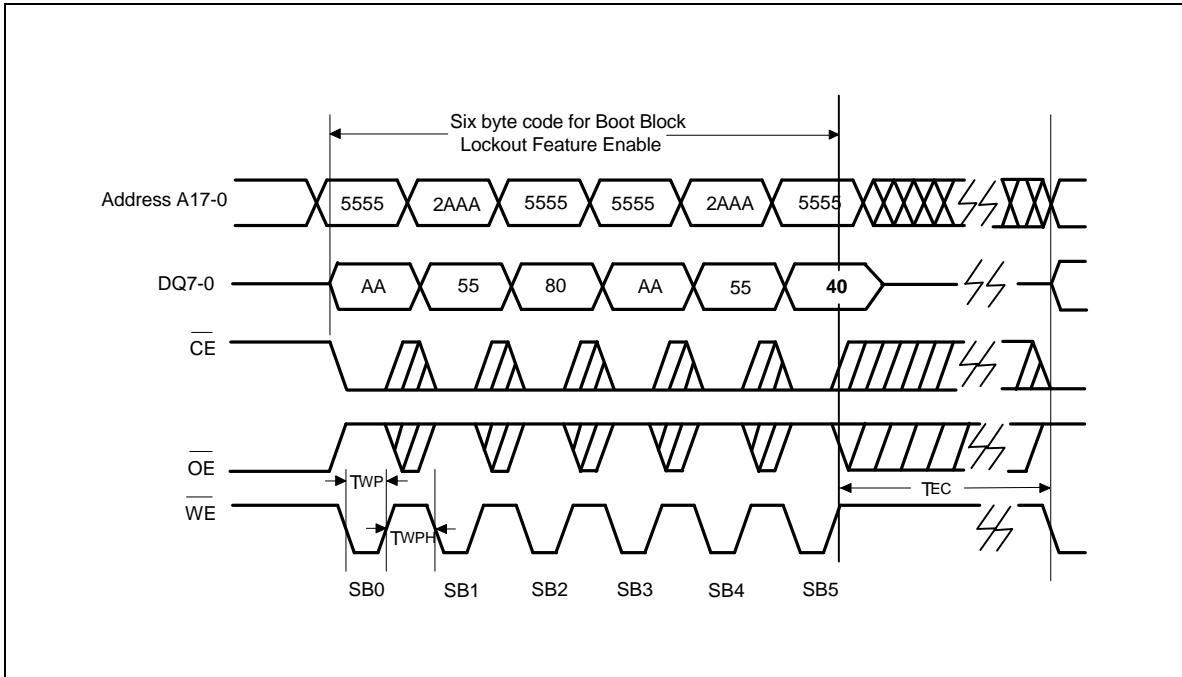 Six byte code for Boot Block
Lockout Feature Enable
Address A17-0
5555 2AAA 5555 5555 2AAA 5555
DQ7-0
AA 55 80 AA 55 40
CE
OE
TWP
TEC
WE
TWPH
SB0 SB1 SB2 SB3 SB4 SB5